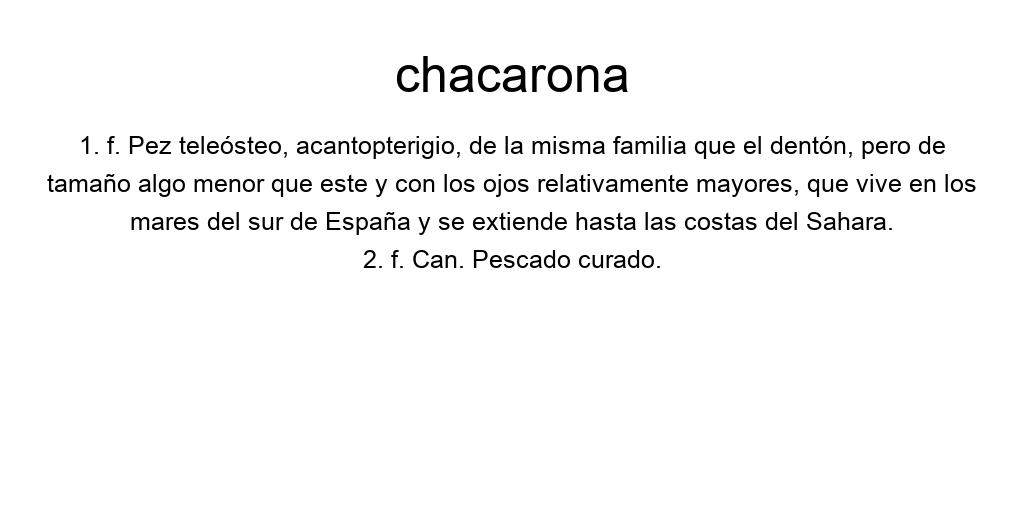 chacarona
1. f. Pez teleósteo, acantopterigio, de la misma familia que el dentón, pero de
tamaño algo menor que este y con los ojos relativamente mayores, que vive en los
mares del sur de España y se extiende hasta las costas del Sahara.
2. f. Can. Pescado curado.